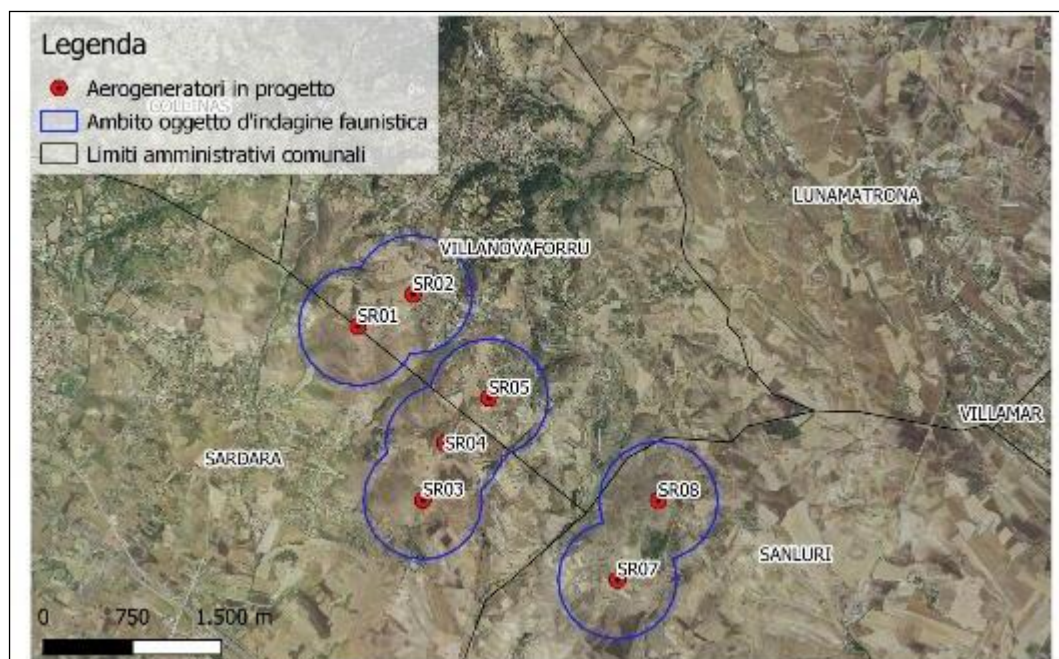 Legenda
Aerogeneratori in progetto
COLLINAS
Ambito oggetto d'indagine faunistica
Limiti amministrativi comunali
LUNAMATRONA
VILLANOVAFORRU
SR02
SR01
SR05
VILLAMAR
SR04
SARDARA
SR03
SR08
SANLURI
SR07
0 750 1.500 m